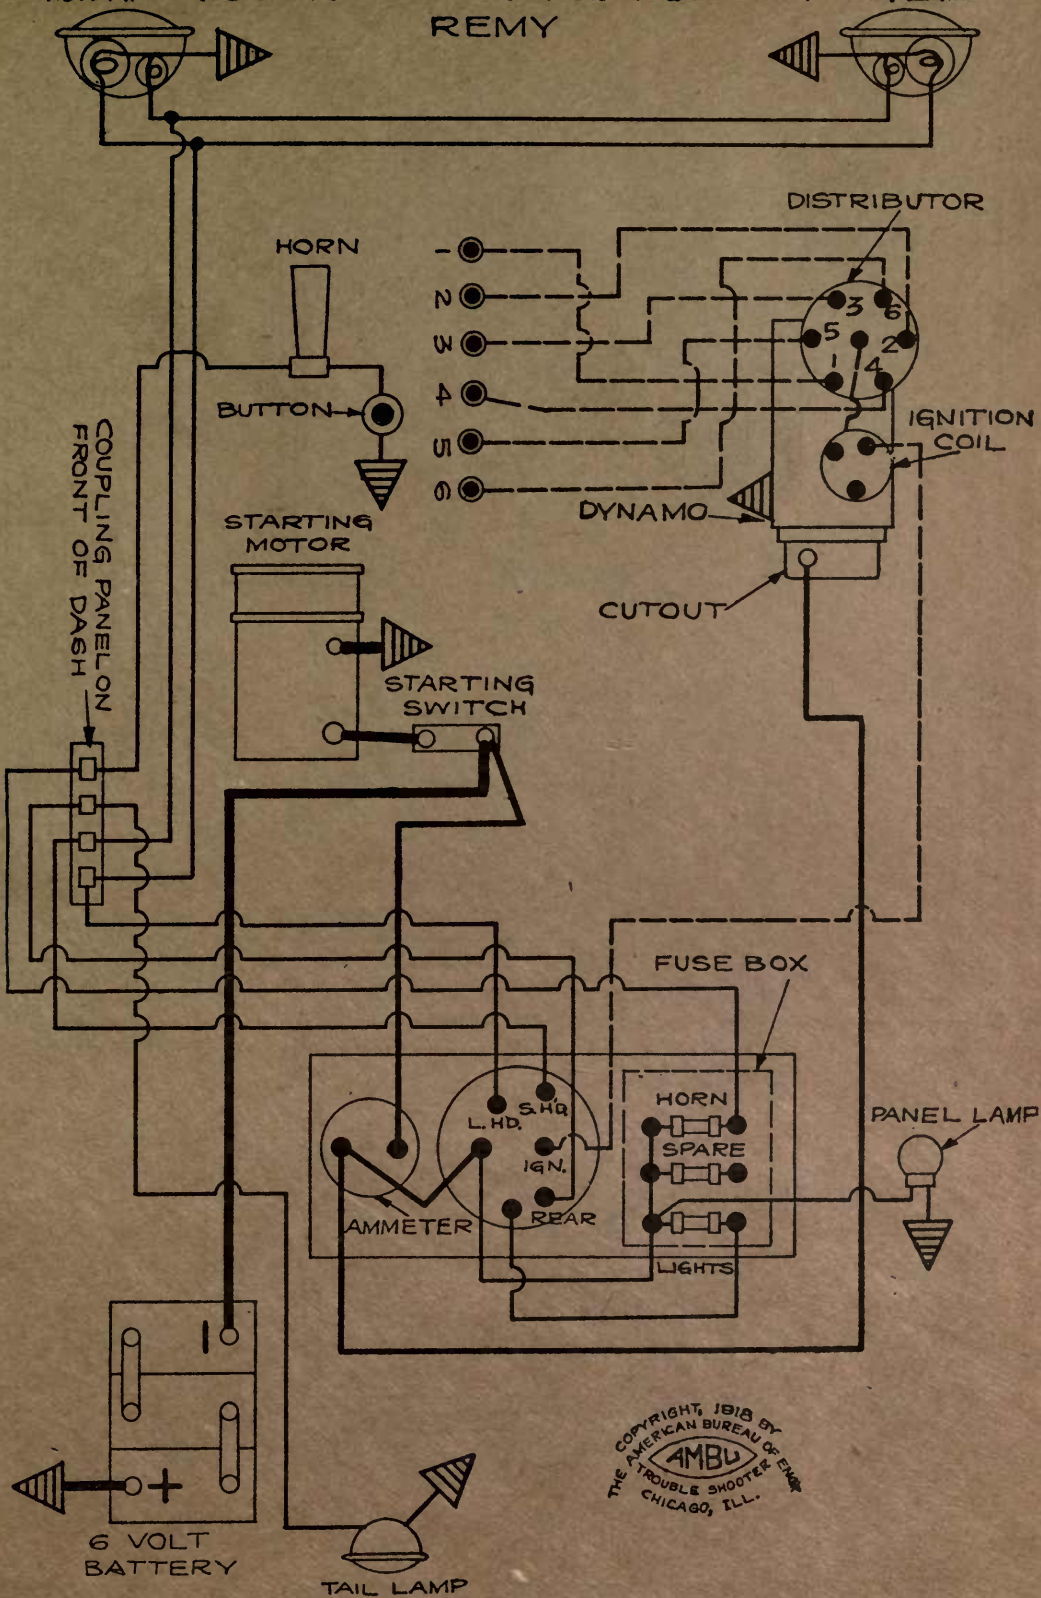 REMY
DISTRIBUTOR
HORN
1
2
3
4
5
6
3
6
5
2
1
4
BUTTON
IGNITION
COIL
COUPLING PANEL ON
FRONT OF DASH
STARTING
MOTOR
DYNAMO
CUTOUT
STARTING
SWITCH
FUSE BOX
HORN
S.H'D.
L.HD.
PANEL LAMP
SPARE
IGN.
REAR
AMMETER
LIGHTS
+
6 VOLT
BATTERY
TAIL LAMP
COPYRIGHT, 1918 BY
THE AMERICAN BUREAU OF ENGR
AMBU
TROUBLE SHOOTER
CHICAGO, ILL.